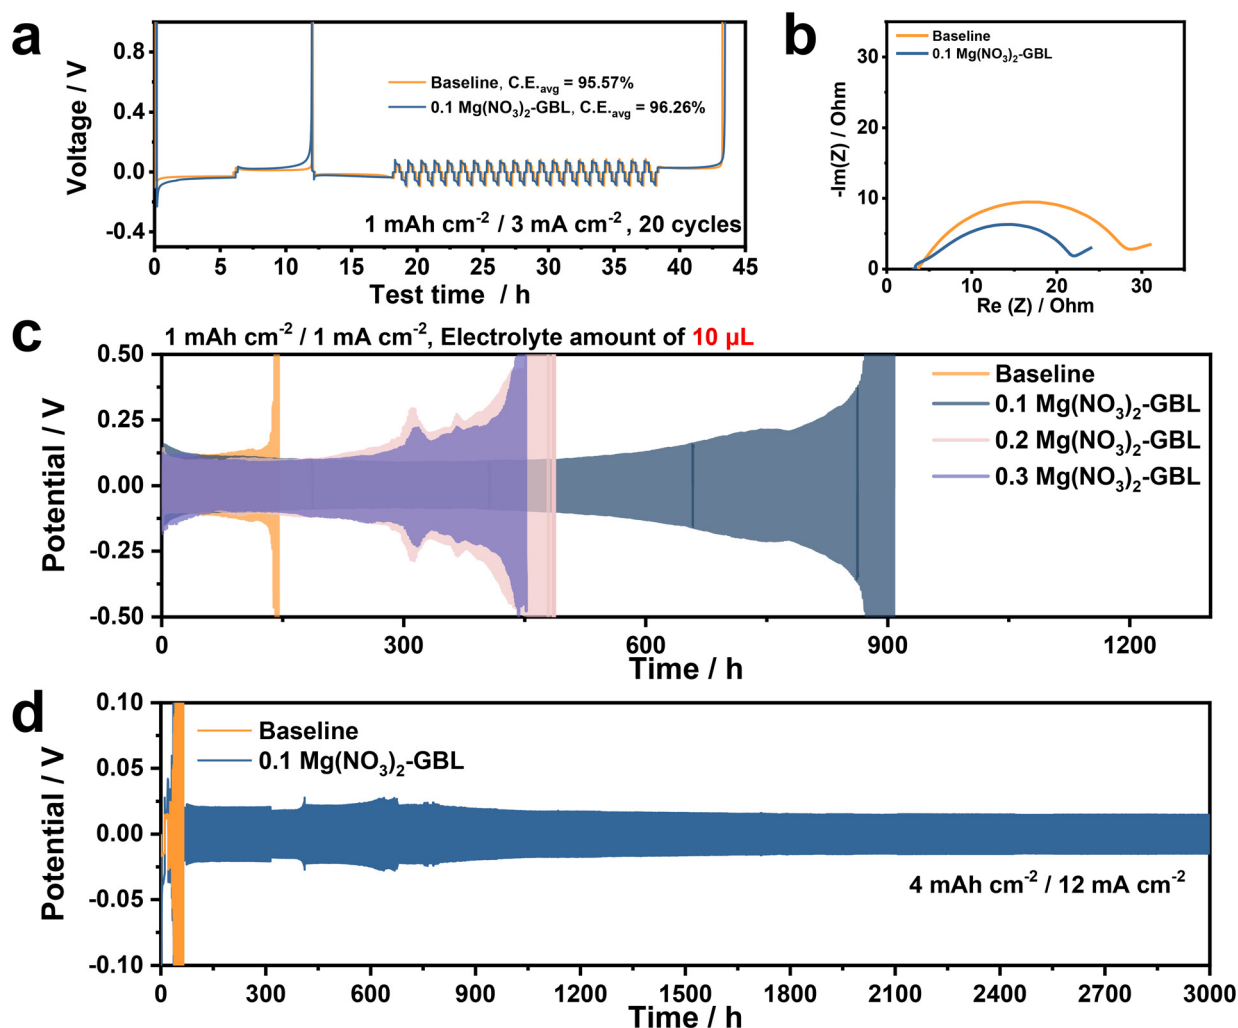 a
Voltage / V
0.8
0.4
0.0
-0.4
Baseline, C.E.avg = 95.57%
0.1 Mg(NO3)2-GBL, C.E.avg = 96.26%
1 mAh cm-2 / 3 mA cm-2 , 20 cycles
0 5 10 15 20 25 30 35 40 45
Test time / h
b
-Im(Z) / Ohm
30
20
10
0
Baseline
0.1 Mg(NO3)2-GBL
0 10 20 30
Re (Z) / Ohm
c
1 mAh cm-2 / 1 mA cm-2, Electrolyte amount of 10 μL
Potential / V
0.50
0.25
0.00
-0.25
-0.50
Baseline
0.1 Mg(NO3)2-GBL
0.2 Mg(NO3)2-GBL
0.3 Mg(NO3)2-GBL
0 300 600 900 1200
Time / h
d
Potential / V
0.10
0.05
0.00
-0.05
-0.10
Baseline
0.1 Mg(NO3)2-GBL
4 mAh cm-2 / 12 mA cm-2
0 300 600 900 1200 1500 1800 2100 2400 2700 3000
Time / h